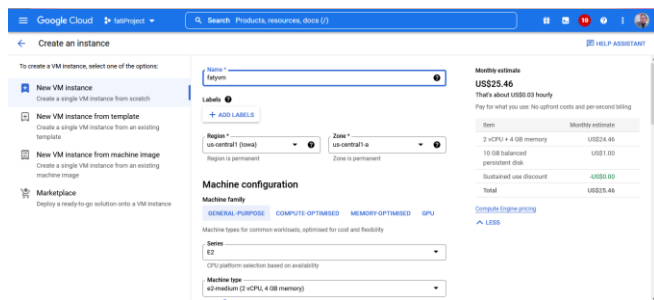 Google Cloud
fatiProject
Search Products, resources, docs (/)
10
Create an instance
HELP ASSISTANT
To create a VM instance, select one of the options:
New VM instance
Create a single VM instance from scratch
New VM instance from template
Create a single VM instance from an existing
template
New VM instance from machine image
Create a single VM instance from an existing
machine image
Marketplace
Deploy a ready-to-go solution onto a VM instance
Name *
fatyvm
Labels
+ ADD LABELS
Region *
us-central1 (Iowa)
Region is permanent
Zone *
us-central1-a
Zone is permanent
Machine configuration
Machine family
GENERAL-PURPOSE COMPUTE-OPTIMISED MEMORY-OPTIMISED GPU
Machine types for common workloads, optimised for cost and flexibility
Series
E2
CPU platform selection based on availability
Machine type
e2-medium (2 vCPU, 4 GB memory)
Monthly estimate
US$25.46
That's about US$0.03 hourly
Pay for what you use: No upfront costs and per-second billing
Item Monthly estimate
2 vCPU + 4 GB memory US$24.46
10 GB balanced US$1.00
persistent disk
Sustained use discount -US$0.00
Total US$25.46
Compute Engine pricing
LESS